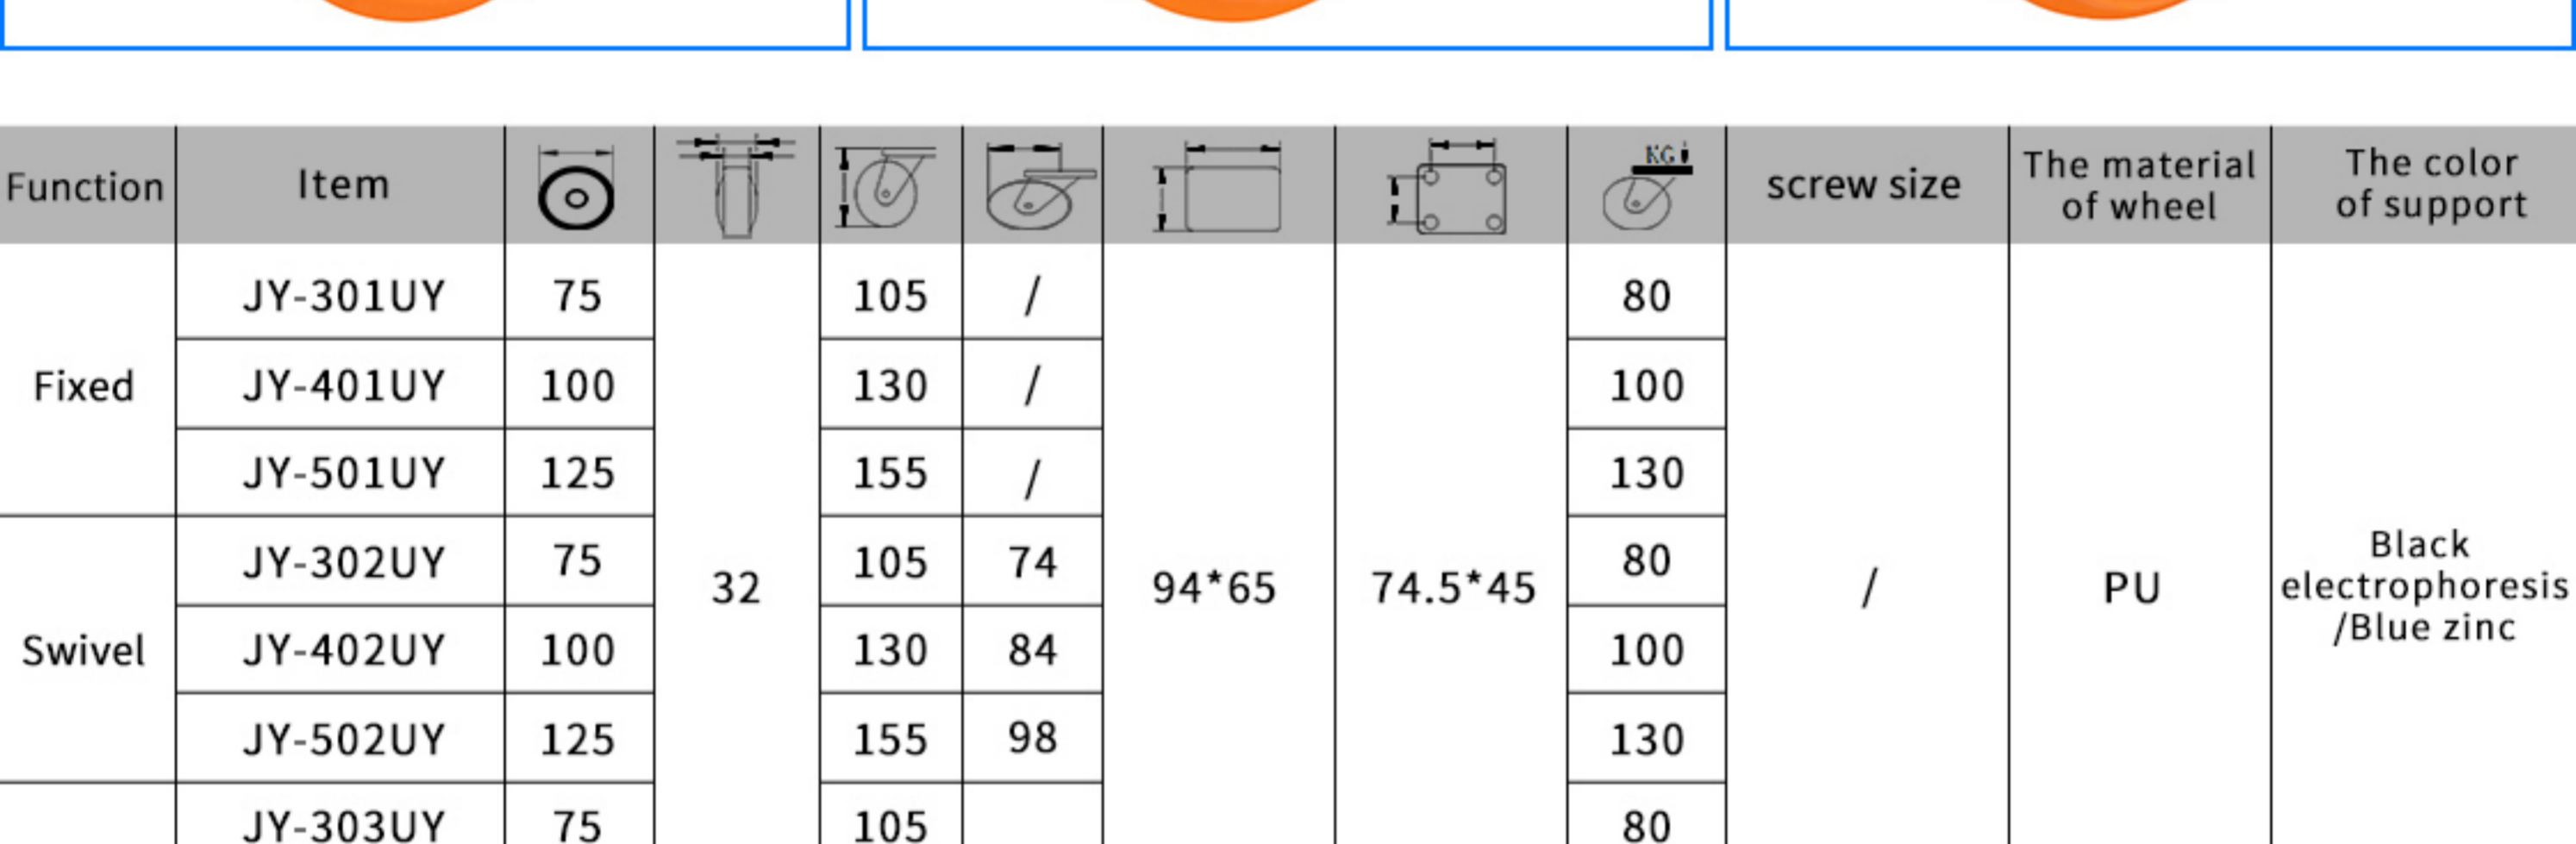 Function Item KG screw size The material of wheel The color of support
JY-301UY 75 105 / 80
Fixed JY-401UY 100 130 / 100
JY-501UY 125 155 / 130
JY-302UY 75 105 74 80
32 94*65 74.5*45 / PU Black electrophoresis /Blue zinc
Swivel JY-402UY 100 130 84 100
JY-502UY 125 155 98 130
JY-303UY 75 105 80